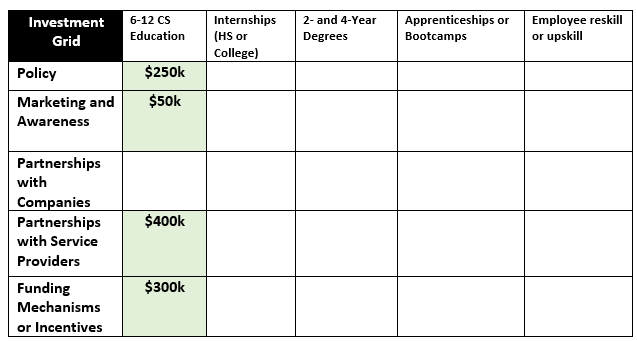 Investment
Grid
6-12 CS
Education
Internships
(HS or
College)
2- and 4-Year
Degrees
Apprenticeships or
Bootcamps
Employee reskill
or upskill
Policy
$250k
Marketing and
Awareness
$50k
Partnerships
with
Companies
Partnerships
with Service
Providers
$400k
Funding
Mechanisms
or Incentives
$300k